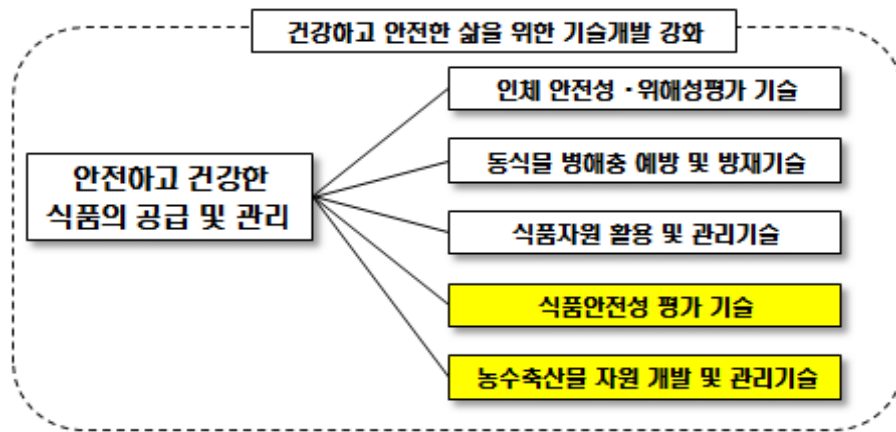 건강하고 안전한 삶을 위한 기술개발 강화
인체 안전성·위해성평가 기술
동식물 병해충 예방 및 방재기술
안전하고 건강한
식품의 공급 및 관리
식품자원 활용 및 관리기술
식품안전성 평가 기술
농수축산물 자원 개발 및 관리기술